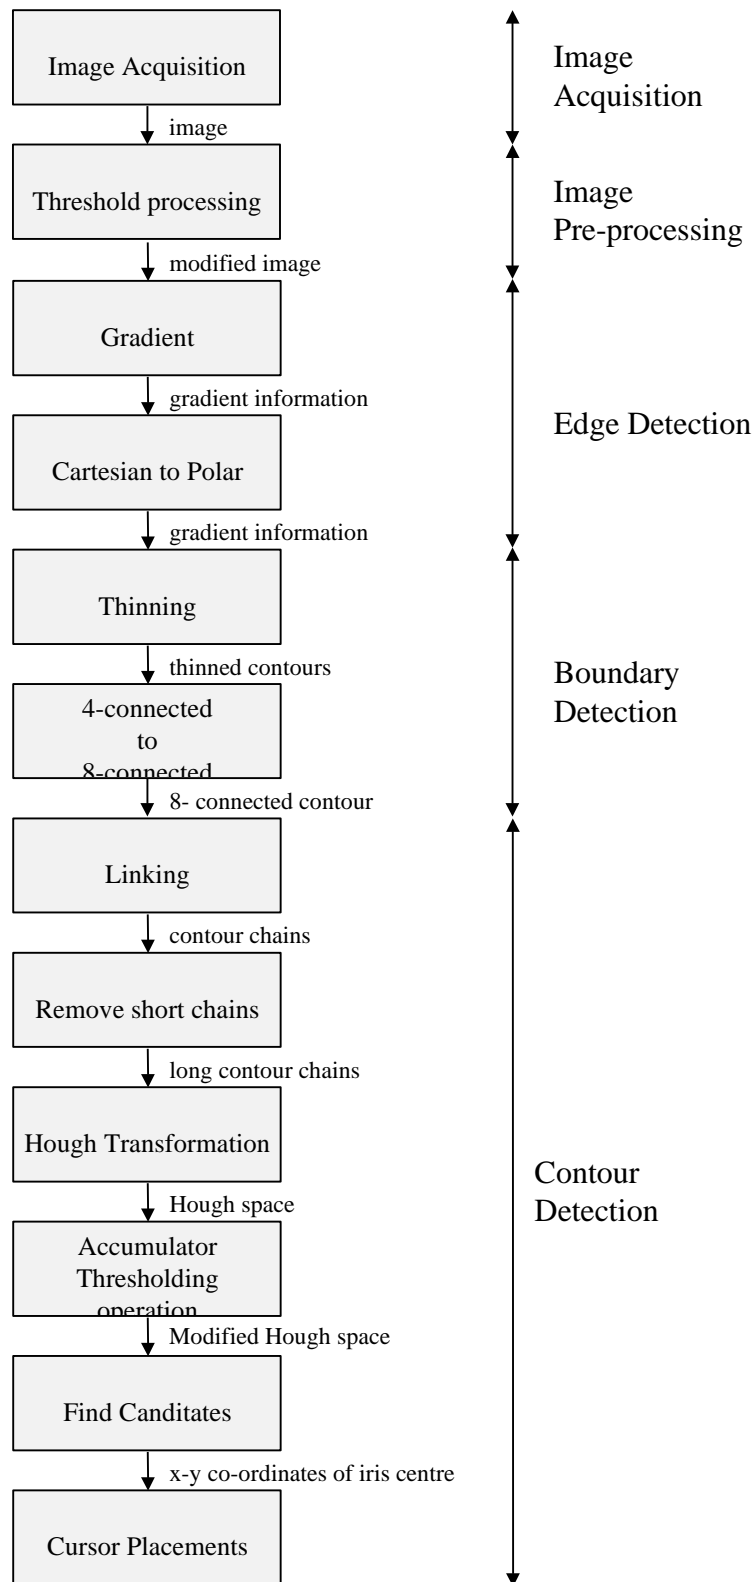 Image Acquisition
Image
Acquisition
image
Threshold processing
Image
Pre-processing
modified image
Gradient
gradient information
Edge Detection
Cartesian to Polar
gradient information
Thinning
thinned contours
Boundary
Detection
4-connected
to
8-connected
8- connected contour
Linking
contour chains
Remove short chains
long contour chains
Hough Transformation
Contour
Detection
Hough space
Accumulator
Thresholding
operation
Modified Hough space
Find Canditates
x-y co-ordinates of iris centre
Cursor Placements